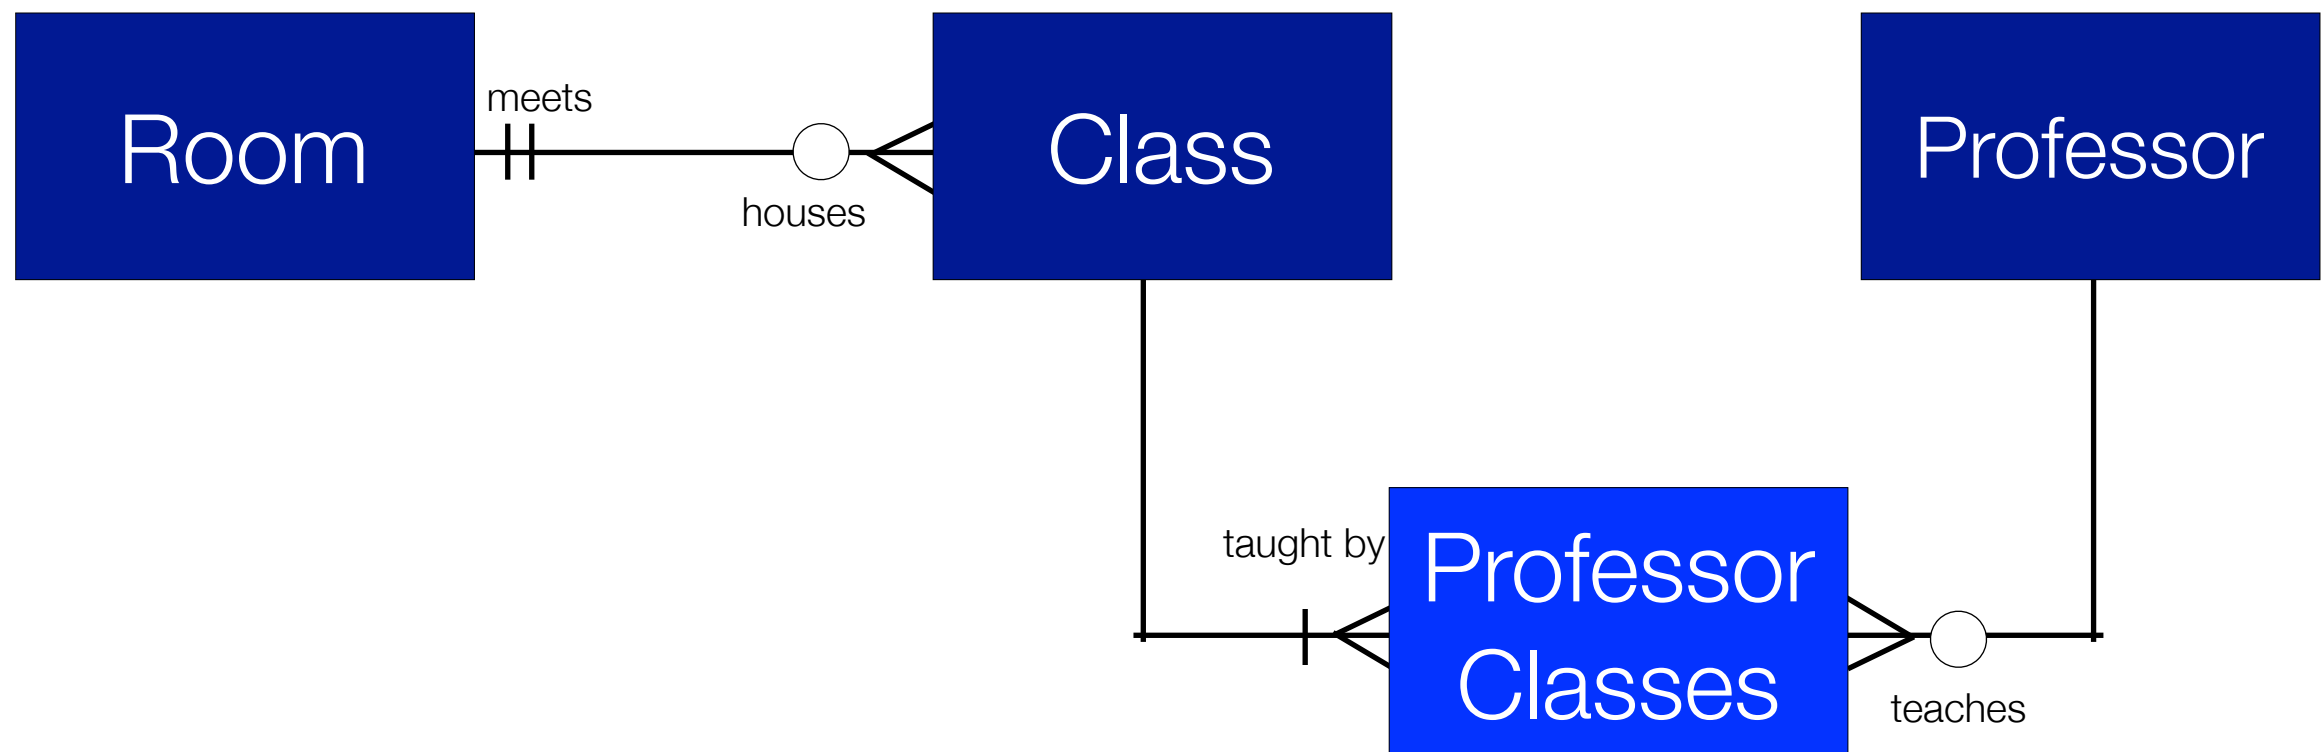 Room
meets
houses
Class
Professor
taught by
Professor
Classes
teaches